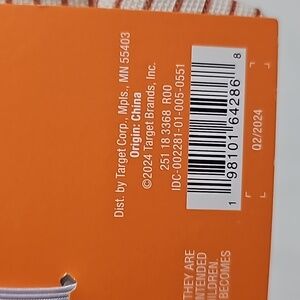 Dist. by Target Corp., Mpls., MN 55403
Origin: China
©2024 Target Brands, Inc.
251 18 3368 R00
IDC-002281-01-005-0551
1 98101 64286 8
Q2/2024
THEY ARE
INTENDED
ILDREN.
BECOMES